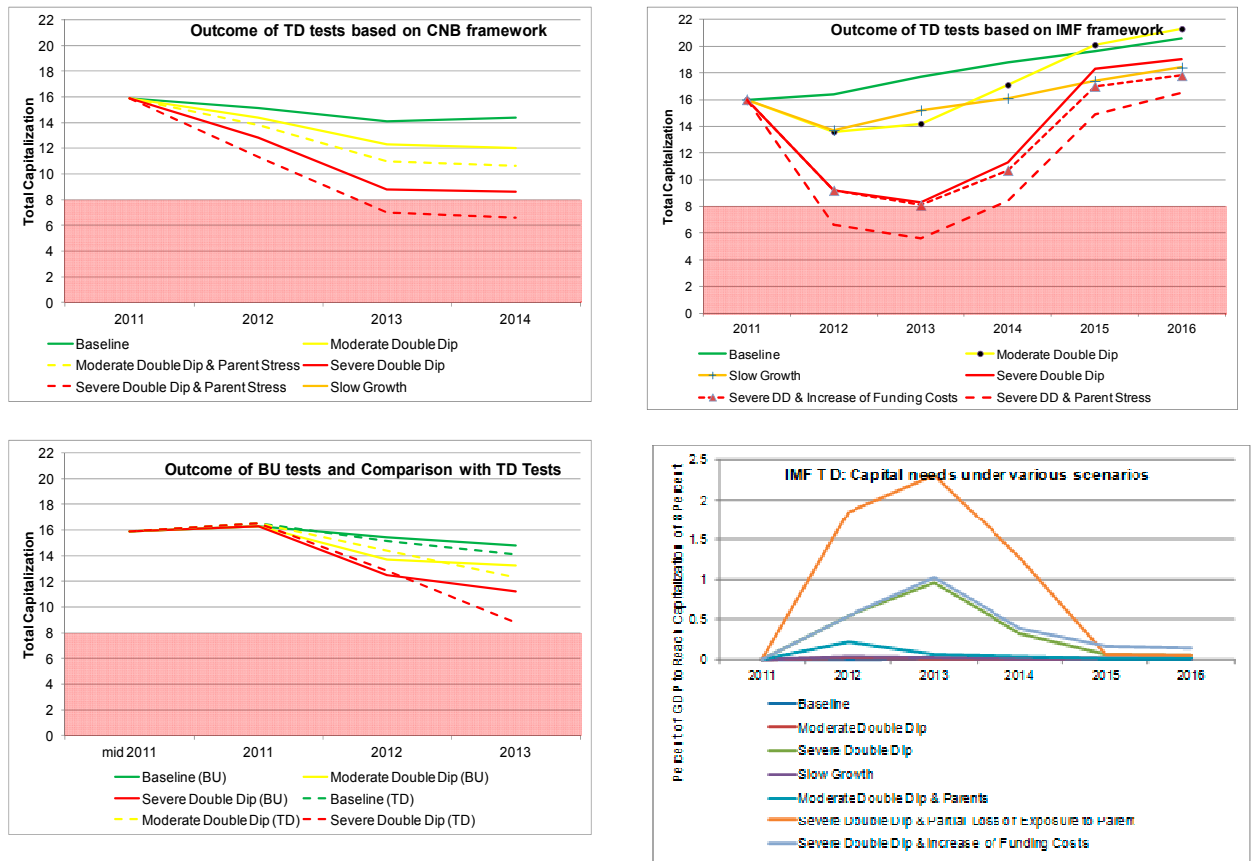 Outcome of TD tests based on CNB framework
Total Capitalization
22
20
18
16
14
12
10
8
6
4
2
0
2011 2012 2013 2014
Baseline Moderate Double Dip
Moderate Double Dip & Parent Stress Severe Double Dip
Severe Double Dip & Parent Stress Slow Growth
Outcome of TD tests based on IMF framework
Total Capitalization
22
20
18
16
14
12
10
8
6
4
2
0
2011 2012 2013 2014 2015 2016
Baseline Moderate Double Dip
Slow Growth Severe Double Dip
Severe DD & Increase of Funding Costs Severe DD & Parent Stress
Outcome of BU tests and Comparison with TD Tests
Total Capitalization
22
20
18
16
14
12
10
8
6
4
2
0
mid 2011 2011 2012 2013
Baseline (BU) Moderate Double Dip (BU)
Severe Double Dip (BU) Baseline (TD)
Moderate Double Dip (TD) Severe Double Dip (TD)
IMF TD: Capital needs under various scenarios
Percent of GDP to Reach Capitalization of 8 Percent
2.5
2
1.5
1
0.5
0
2011 2012 2013 2014 2015 2016
Baseline
Moderate Double Dip
Severe Double Dip
Slow Growth
Moderate Double Dip & Parents
Severe Double Dip & Partial Loss of Exposure to Parent
Severe Double Dip & Increase of Funding Costs